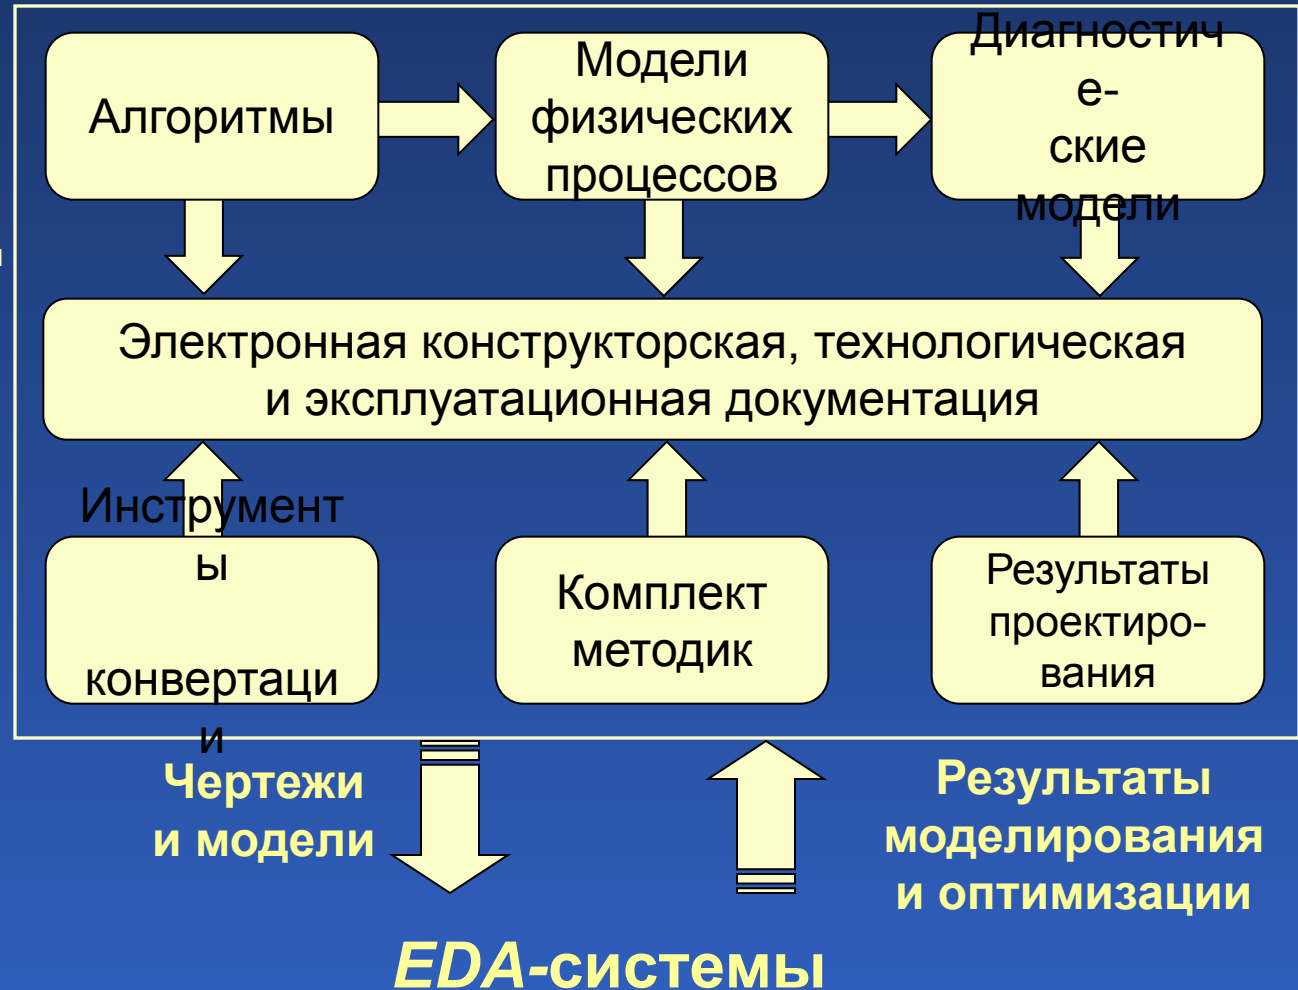 Алгоритмы
Модели
физических
процессов
Диагностич
е-
ские
модели
Электронная конструкторская, технологическая
и эксплуатационная документация
Инструмент
ы
конвертаци
и
Комплект
методик
Результаты
проектиро-
вания
Чертежи
и модели
Результаты
моделирования
и оптимизации
EDA-системы